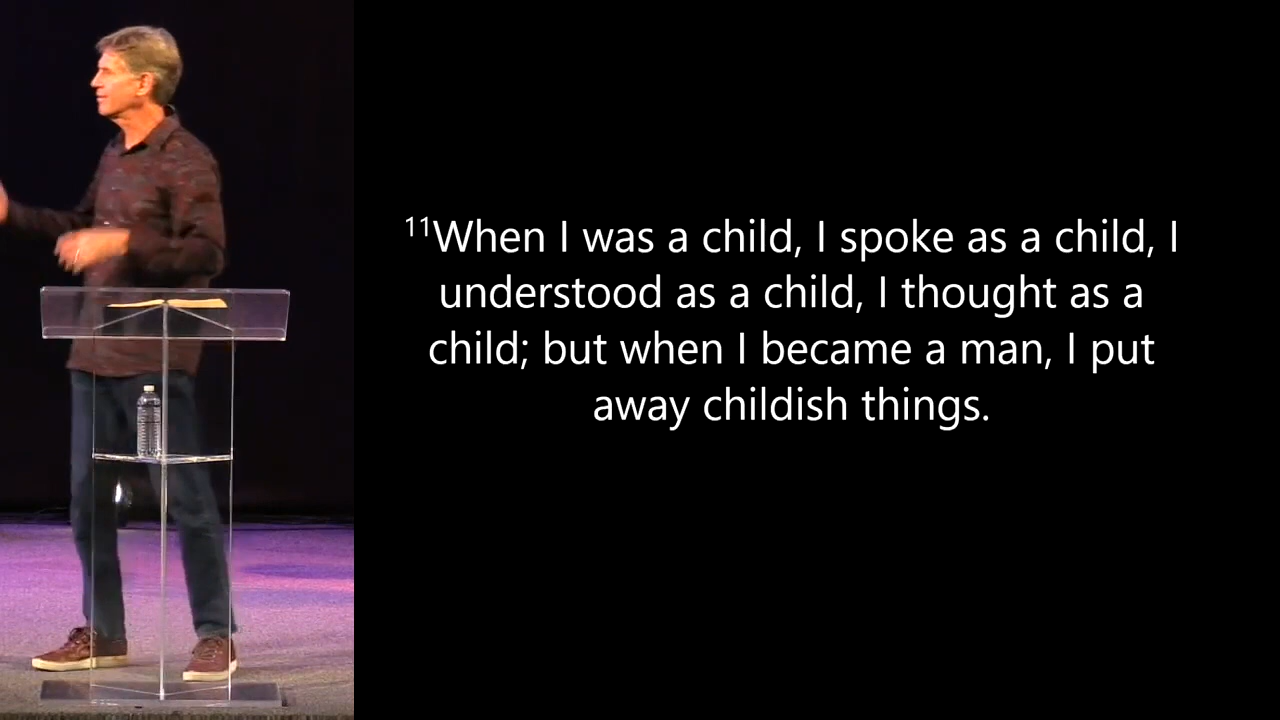 ¹¹When I was a child, I spoke as a child, I
understood as a child, I thought as a
child; but when I became a man, I put
away childish things.